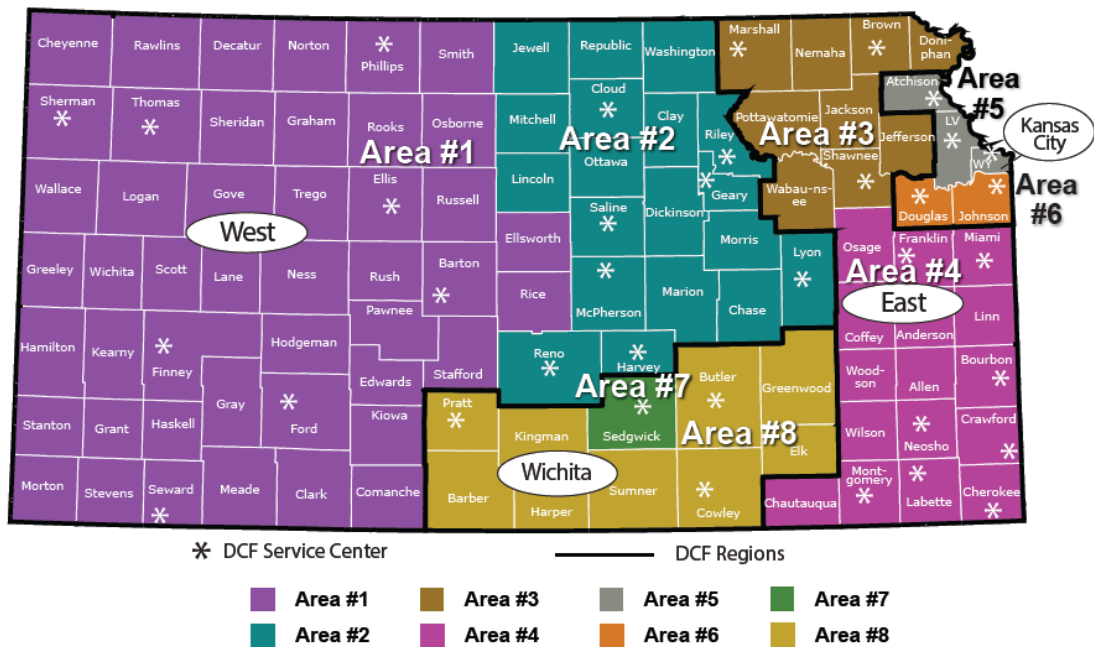 Cheyenne
Rawlins
Decatur
Norton
Phillips
Smith
Jewell
Republic
Washington
Marshall
Nemaha
Brown
Doni-
phan
Atchison
Area
#5
Sherman
Thomas
Sheridan
Graham
Rooks
Osborne
Area #1
Mitchell
Cloud
Area #2
Clay
Riley
Pottawatomie
Jackson
Area #3
Jefferson
LV
WY
Kansas
City
Wallace
Logan
Gove
Trego
Ellis
Russell
Lincoln
Ottawa
Geary
Wabau-ns-
ee
Shawnee
Douglas
Johnson
Area
#6
West
Saline
Dickinson
Ellsworth
Morris
Lyon
Osage
Franklin
Miami
Area #4
East
Greeley
Wichita
Scott
Lane
Ness
Rush
Barton
Rice
McPherson
Marion
Chase
Coffey
Anderson
Linn
Pawnee
Hamilton
Kearny
Finney
Hodgeman
Stafford
Edwards
Reno
Harvey
Area #7
Butler
Greenwood
Wood-
son
Allen
Bourbon
Gray
Ford
Kiowa
Pratt
Kingman
Sedgwick
Area #8
Elk
Wilson
Neosho
Crawford
Stanton
Grant
Haskell
Wichita
Morton
Stevens
Seward
Meade
Clark
Comanche
Barber
Harper
Sumner
Cowley
Chautauqua
Mont-
gomery
Labette
Cherokee
DCF Service Center
DCF Regions
Area #1
Area #3
Area #5
Area #7
Area #2
Area #4
Area #6
Area #8